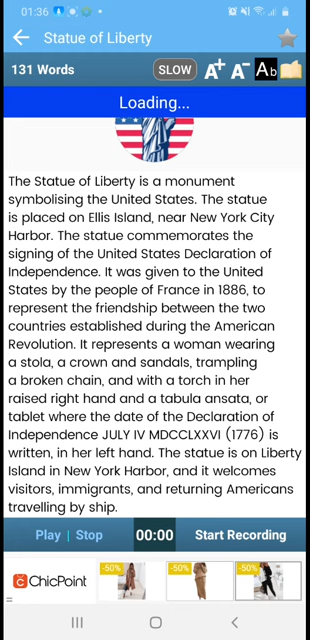 01:36
Statue of Liberty
131 Words
SLOW
A+ A- Ab
Loading...
The Statue of Liberty is a monument
symbolising the United States. The statue
is placed on Ellis Island, near New York City
Harbor. The statue commemorates the
signing of the United States Declaration of
Independence. It was given to the United
States by the people of France in 1886, to
represent the friendship between the two
countries established during the American
Revolution. It represents a woman wearing
a stola, a crown and sandals, trampling
a broken chain, and with a torch in her
raised right hand and a tabula ansata, or
tablet where the date of the Declaration of
Independence JULY IV MDCCLXXVI (1776) is
written, in her left hand. The statue is on Liberty
Island in New York Harbor, and it welcomes
visitors, immigrants, and returning Americans
travelling by ship.
Play | Stop 00:00 Start Recording
-50% -50% -50%
ChicPoint